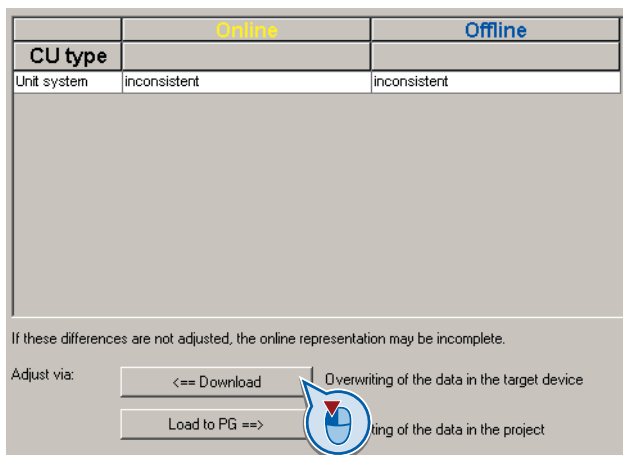 Online Offline
CU type
Unit system inconsistent inconsistent
If these differences are not adjusted, the online representation may be incomplete.
Adjust via: <== Download Overwriting of the data in the target device
Load to PG ==> ting of the data in the project